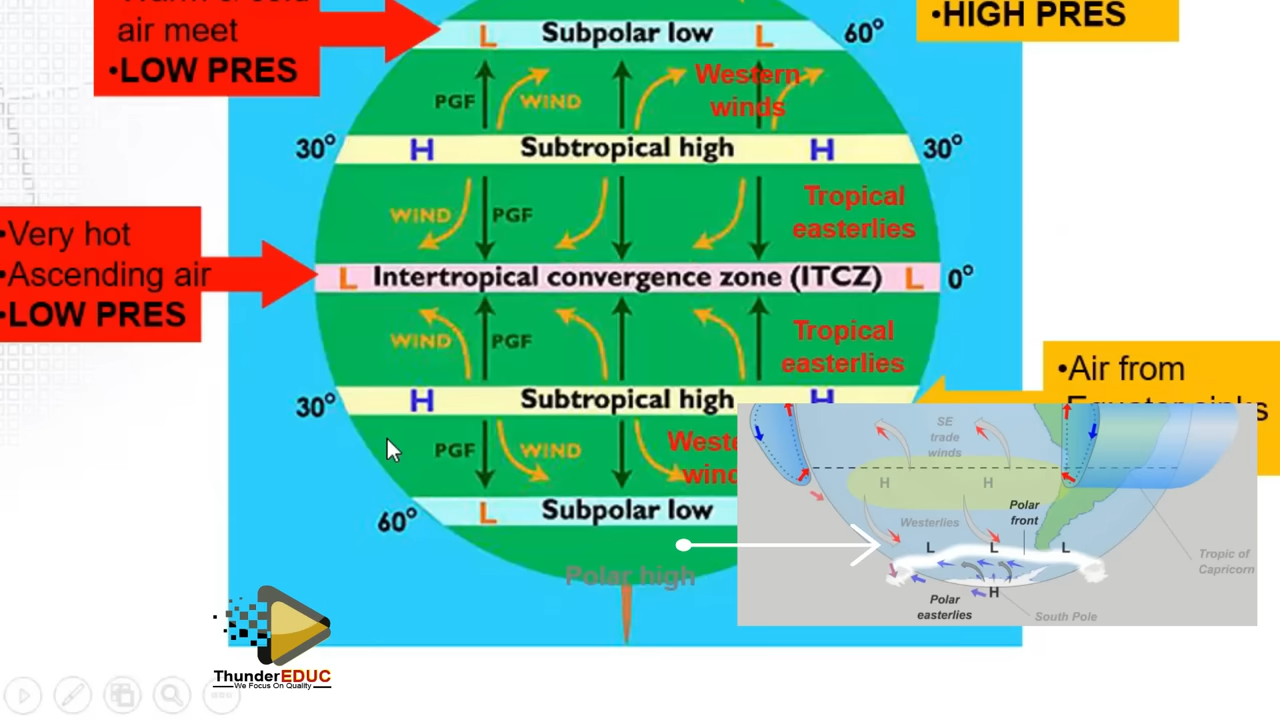 air meet
•LOW PRES
•HIGH PRES
L Subpolar low L
60°
PGF WIND Western
winds
30° H Subtropical high H 30°
WIND PGF Tropical
easterlies
•Very hot
•Ascending air
•LOW PRES
L Intertropical convergence zone (ITCZ) L 0°
WIND PGF Tropical
easterlies
•Air from
30° H Subtropical high H
PGF WIND
60° L Subpolar low
Polar high
SE
trade
winds
H H
Westerlies
Polar
front
L L L
Tropic of
Capricorn
H
Polar
easterlies
South Pole
ThunderEDUC
We Focus On Quality